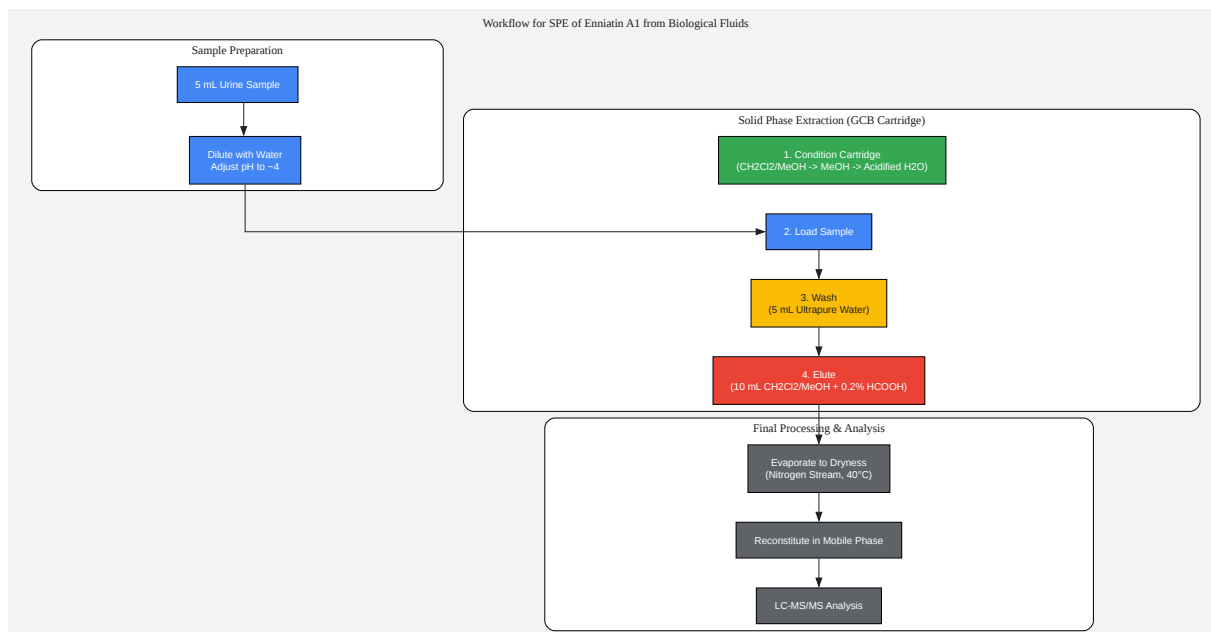 Workflow for SPE of Enniatin A1 from Biological Fluids
Sample Preparation
5 mL Urine Sample
Dilute with Water
Adjust pH to ~4
Solid Phase Extraction (GCB Cartridge)
1. Condition Cartridge
(CH2Cl2/MeOH -> MeOH -> Acidified H2O)
2. Load Sample
3. Wash
(5 mL Ultrapure Water)
4. Elute
(10 mL CH2Cl2/MeOH + 0.2% HCOOH)
Final Processing & Analysis
Evaporate to Dryness
(Nitrogen Stream, 40°C)
Reconstitute in Mobile Phase
LC-MS/MS Analysis